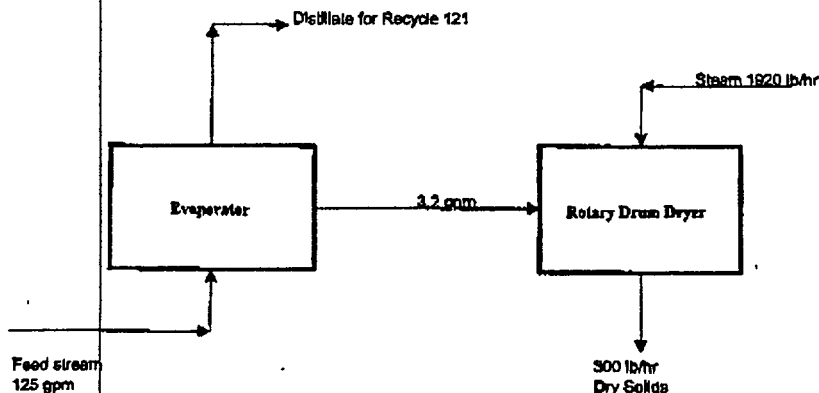 Distillate for Recycle 121
Steam 1920 lb/hr
Evaporator
3.2 gpm
Rotary Drum Dryer
Feed stream
125 gpm
300 lb/hr
Dry Solids